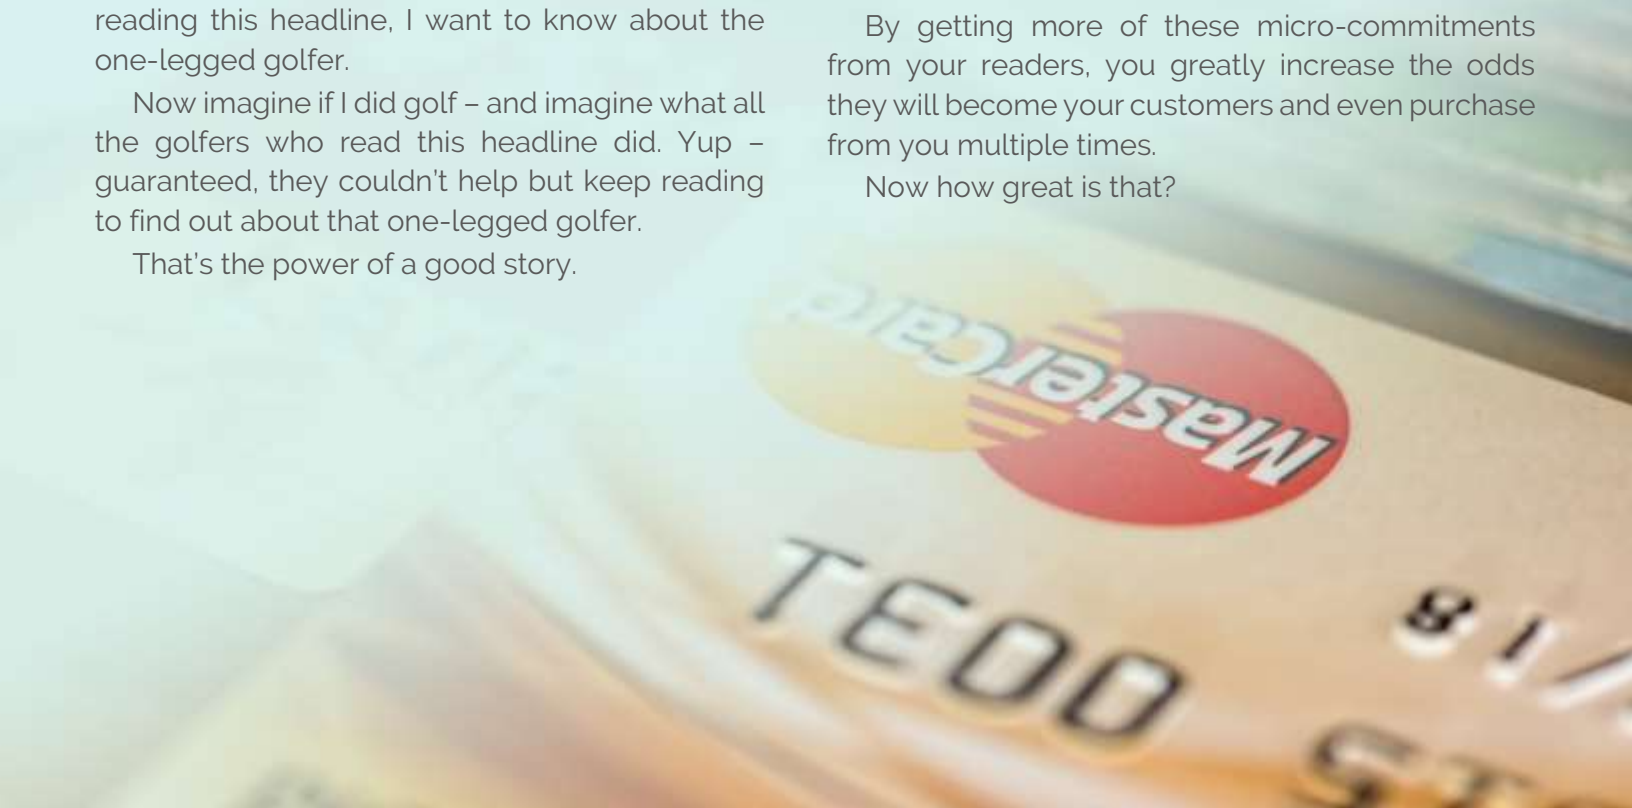 reading this headline, I want to know about the
one-legged golfer.
Now imagine if I did golf – and imagine what all
the golfers who read this headline did. Yup –
guaranteed, they couldn't help but keep reading
to find out about that one-legged golfer.
That's the power of a good story.
By getting more of these micro-commitments
from your readers, you greatly increase the odds
they will become your customers and even purchase
from you multiple times.
Now how great is that?
MasterCard
/18
0031